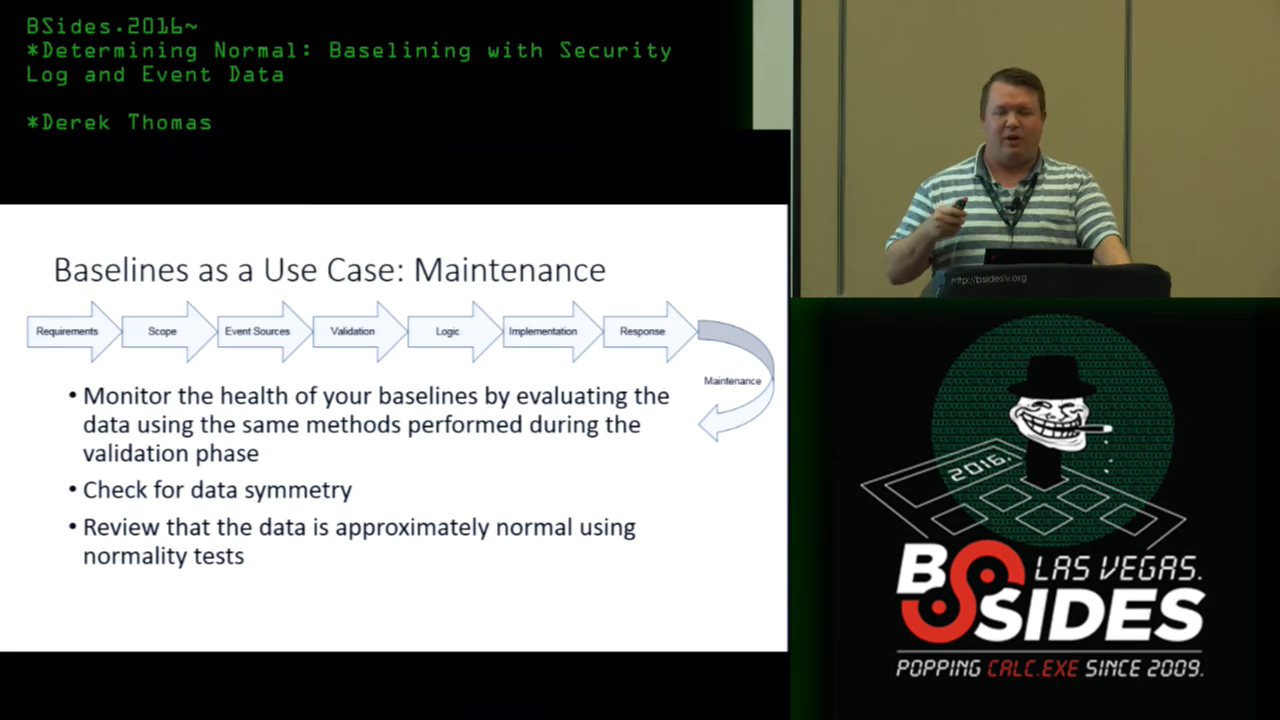 BSides.2016~
*Determining Normal: Baselining with Security
Log and Event Data
*Derek Thomas
Baselines as a Use Case: Maintenance
Requirements
Scope
Event Sources
Validation
Logic
Implementation
Response
Maintenance
• Monitor the health of your baselines by evaluating the
data using the same methods performed during the
validation phase
• Check for data symmetry
• Review that the data is approximately normal using
normality tests
http://bsideslv.org
2016.
BSIDES
LAS VEGAS.
POPPING CALC.EXE SINCE 2009.